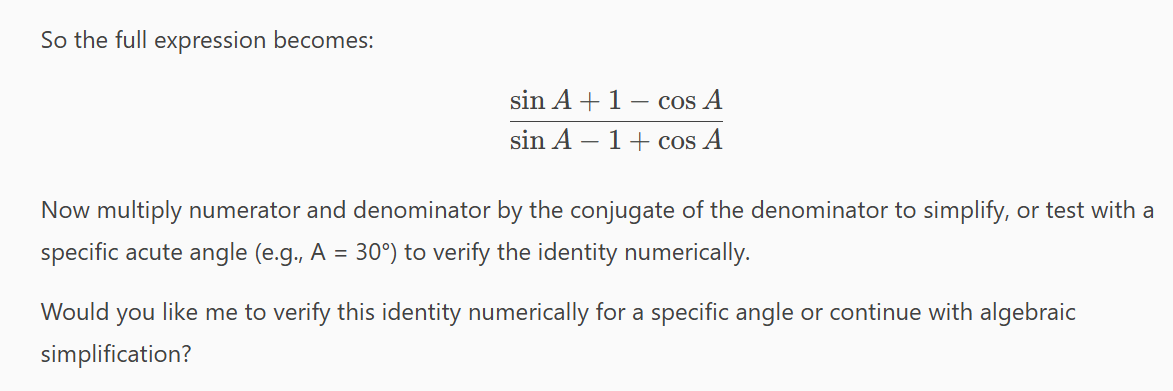 So the full expression becomes:
sin A + 1 − cos A
sin A − 1 + cos A
Now multiply numerator and denominator by the conjugate of the denominator to simplify, or test with a
specific acute angle (e.g., A = 30°) to verify the identity numerically.
Would you like me to verify this identity numerically for a specific angle or continue with algebraic
simplification?